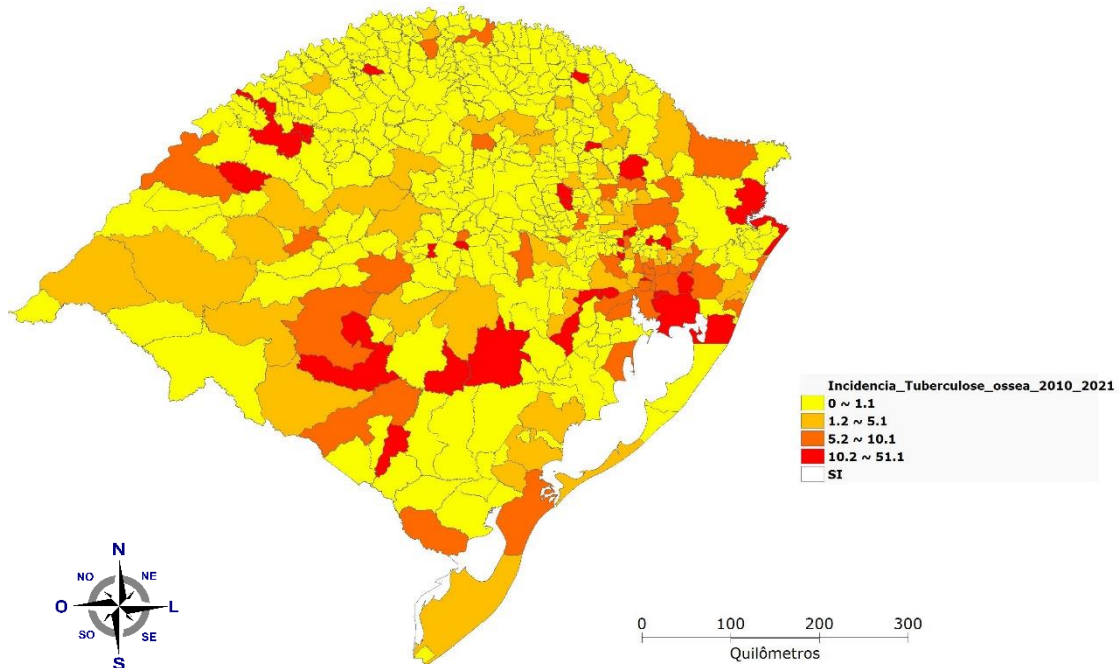 Incidencia_Tuberculose_ossea_2010_2021
0 ~ 1.1
1.2 ~ 5.1
5.2 ~ 10.1
10.2 ~ 51.1
SI
N
NO NE
O L
SO SE
S
0 100 200 300
Quilômetros